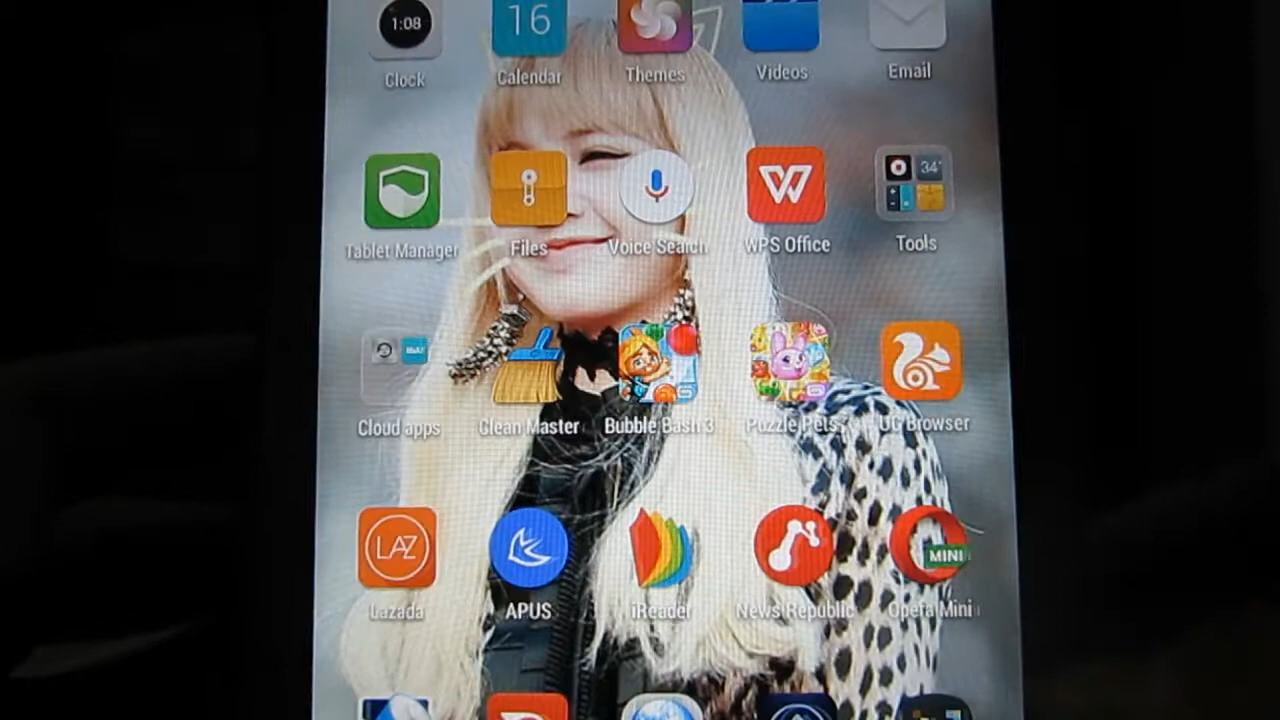 1:08
16
Clock
Calendar
Themes
Videos
Email
34°
Tablet Manager
Files
Voice Search
WPS Office
Tools
Cloud apps
Clean Master
Bubble Bash 3
Puzzle Pets
UC Browser
LAZ
MINI
Lazada
APUS
iReader
News Republic
Opera Mini